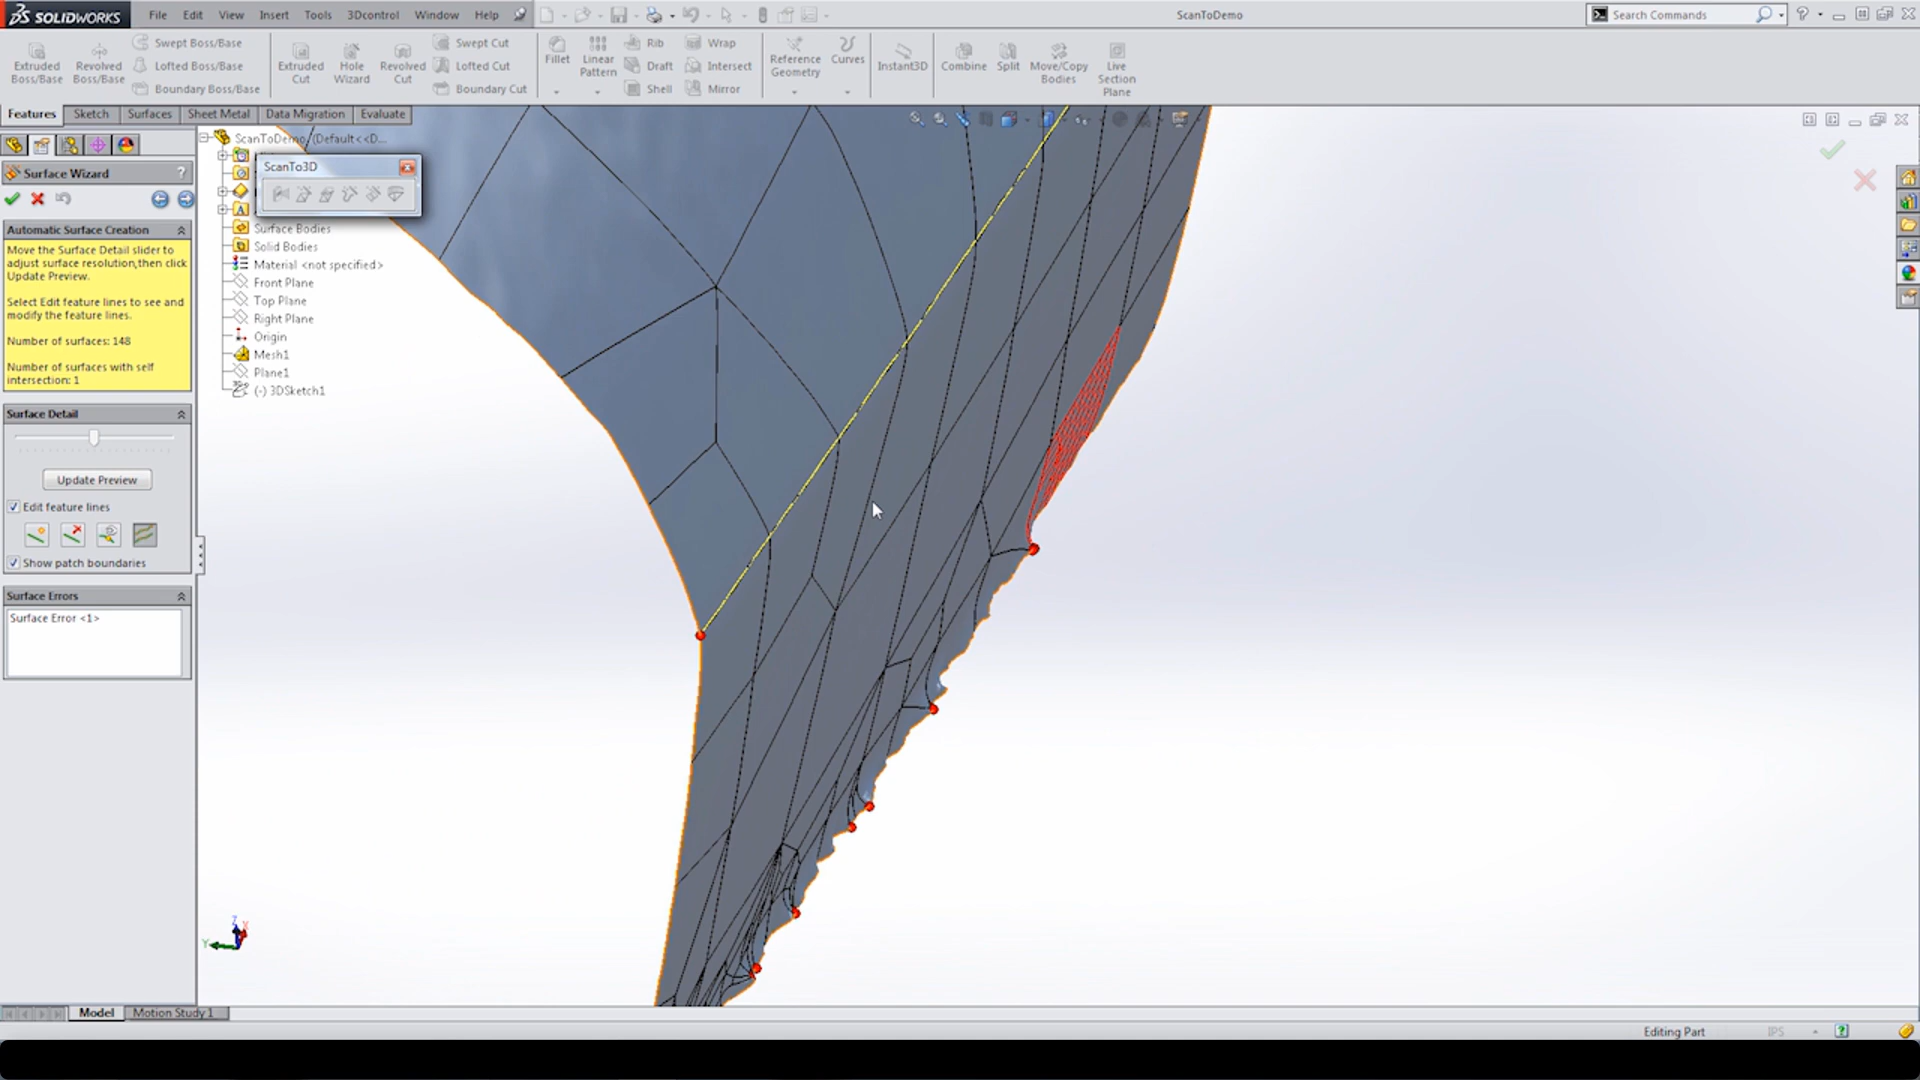 SOLIDWORKS File Edit View Insert Tools 3Dcontrol Window Help ScanToDemo Search Commands
Extruded Boss/Base Revolved Boss/Base Swept Boss/Base Lofted Boss/Base Boundary Boss/Base Extruded Cut Hole Wizard Revolved Cut Swept Cut Lofted Cut Boundary Cut Fillet Linear Pattern Rib Draft Shell Wrap Intersect Mirror Reference Geometry Curves Instant3D Combine Split Move/Copy Bodies Live Section Plane
Features Sketch Surfaces Sheet Metal Data Migration Evaluate
ScanToDemo (Default<<D...
ScanTo3D
Surface Bodies
Solid Bodies
Material <not specified>
Front Plane
Top Plane
Right Plane
Origin
Mesh1
Plane1
(-) 3DSketch1
Surface Wizard ?
Automatic Surface Creation
Move the Surface Detail slider to
adjust surface resolution,then click
Update Preview.
Select Edit feature lines to see and
modify the feature lines.
Number of surfaces: 148
Number of surfaces with self
intersection: 1
Surface Detail
Update Preview
Edit feature lines
Show patch boundaries
Surface Errors
Surface Error <1>
Z X
Y
Model Motion Study 1
Editing Part IPS